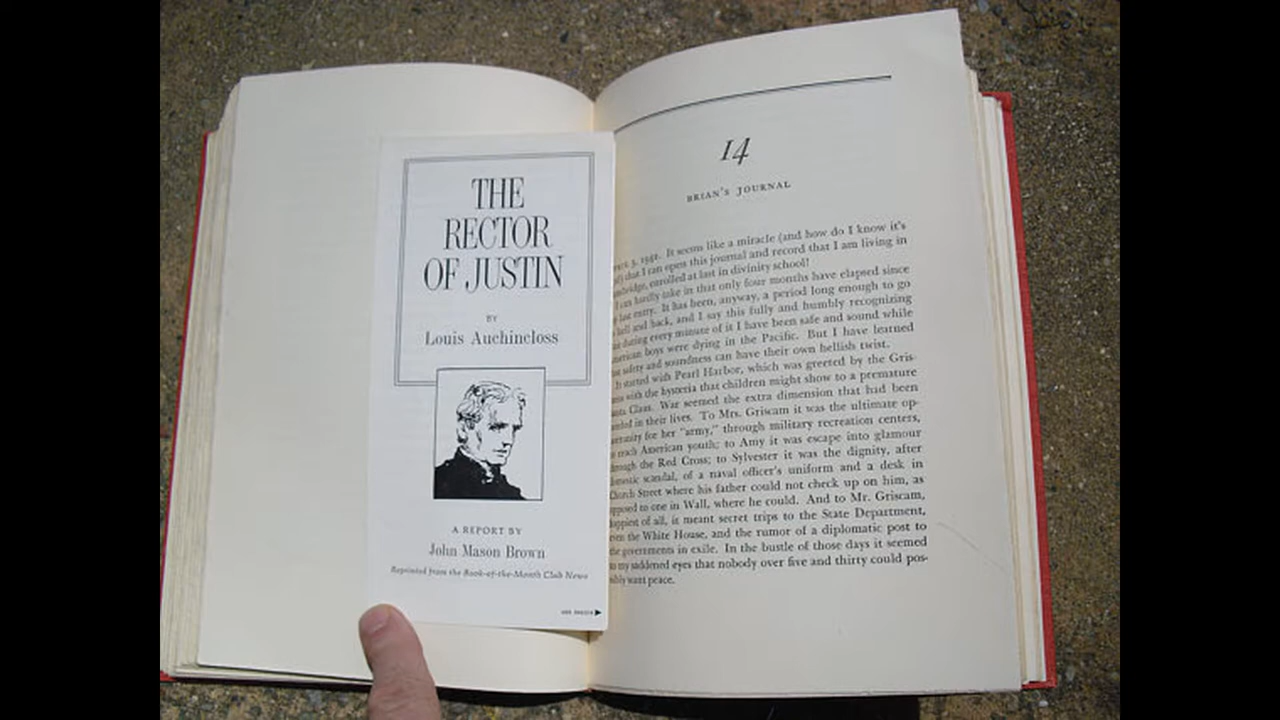 THE
RECTOR
OF JUSTIN
BY
Louis Auchincloss
A REPORT BY
John Mason Brown
Reprinted from the Book-of-the-Month Club News
14
BRIAN'S JOURNAL
3, 1942. It seems like a miracle (and how do I know it's
that I can open this journal and record that I am living in
enrolled at last in divinity school!
I can hardly take in that only four months have elapsed since
last entry. It has been, anyway, a period long enough to go
hell and back, and I say this fully and humbly recognizing
during every minute of it I have been safe and sound while
boys were dying in the Pacific. But I have learned
safety and soundness can have their own hellish twist.
It started with Pearl Harbor, which was greeted by the Gris-
with the hysteria that children might show to a premature
Claus. War seemed the extra dimension that had been
in their lives. To Mrs. Griscam it was the ultimate op-
for her "army," through military recreation centers,
reach American youth; to Amy it was escape into glamour
the Red Cross; to Sylvester it was the dignity, after
scandal, of a naval officer's uniform and a desk in
Church Street where his father could not check up on him, as
opposed to one in Wall, where he could. And to Mr. Griscam,
of all, it meant secret trips to the State Department,
the White House, and the rumor of a diplomatic post to
governments in exile. In the bustle of those days it seemed
to my saddened eyes that nobody over five and thirty could pos-
want peace.